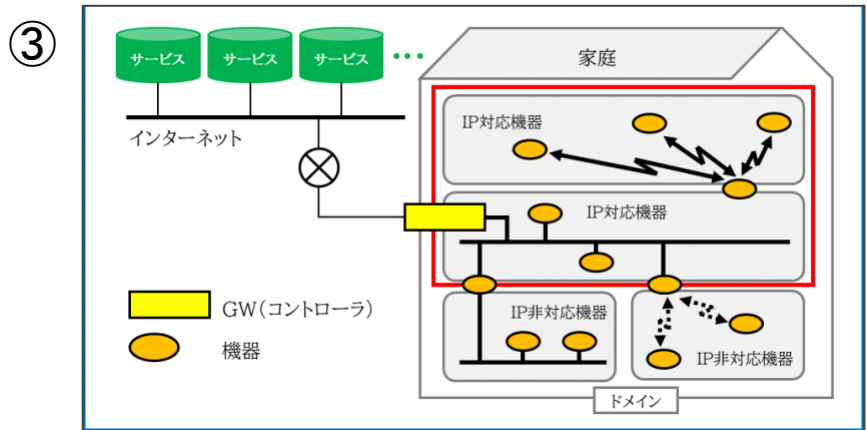 ③
サービス
サービス
サービス
•••
家庭
インターネット
IP対応機器
IP対応機器
GW(コントローラ)
機器
IP非対応機器
IP非対応機器
ドメイン